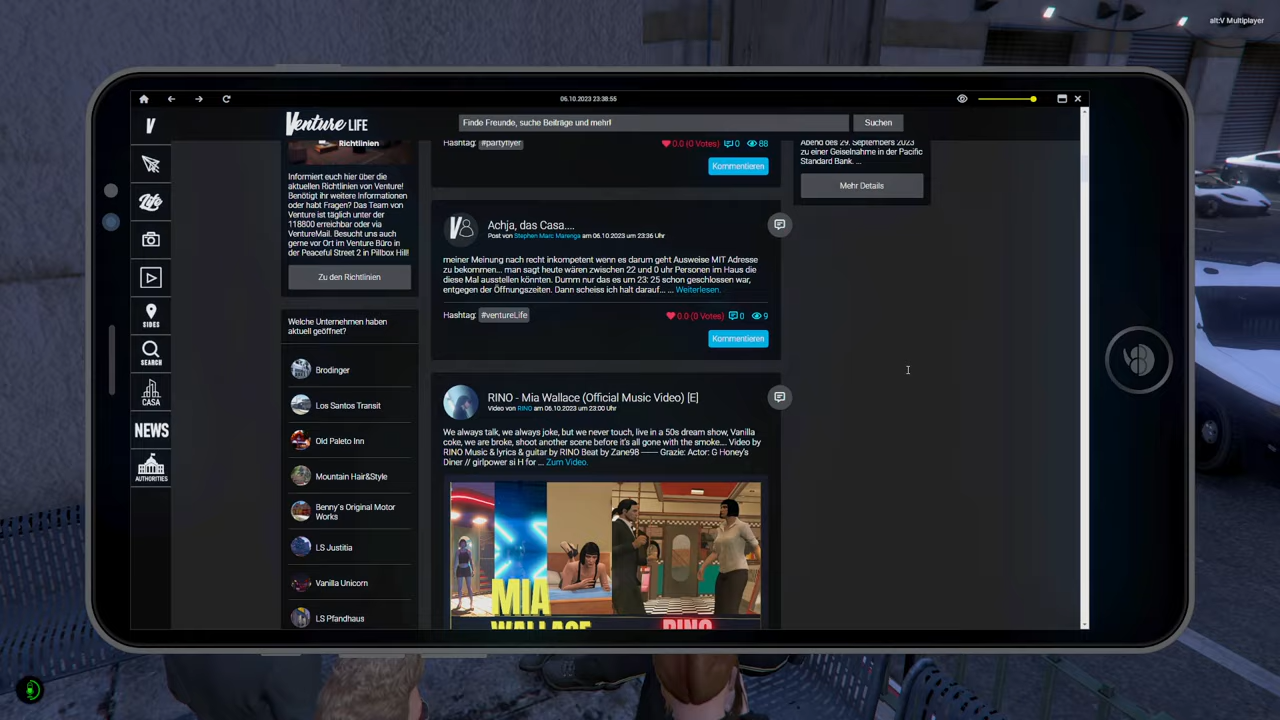 alt:V Multiplayer
06.10.2023 23:38:55
V
Venture LIFE
Finde Freunde, suche Beiträge und mehr!
Suchen
Life
SIDES
SEARCH
CASA
NEWS
AUTHORITIES
Richtlinien
Informiert euch hier über die
aktuellen Richtlinien von Venture!
Benötigt ihr weitere Informationen
oder habt Fragen? Das Team von
Venture ist täglich unter der
118800 erreichbar oder via
VentureMail. Besucht uns auch
gerne vor Ort im Venture Büro in
der Peaceful Street 2 in Pillbox Hill!
Zu den Richtlinien
Welche Unternehmen haben
aktuell geöffnet?
Brodinger
Los Santos Transit
Old Paleto Inn
Mountain Hair&Style
Benny´s Original Motor
Works
LS Justitia
Vanilla Unicorn
LS Pfandhaus
Hashtag: #partyflyer
0.0 (0 Votes) 0 88
Kommentieren
Achja, das Casa....
Post von Stephen Marc Marenga am 06.10.2023 um 23:36 Uhr
meiner Meinung nach recht inkompetent wenn es darum geht Ausweise MIT Adresse
zu bekommen... man sagt heute wären zwischen 22 und 0 uhr Personen im Haus die
diese Mal ausstellen könnten. Dumm nur das es um 23: 25 schon geschlossen war,
entgegen der Öffnungszeiten. Dann scheiss ich halt darauf... ... Weiterlesen.
Hashtag: #ventureLife
0.0 (0 Votes) 0 9
Kommentieren
RINO - Mia Wallace (Official Music Video) [E]
Video von RINO am 06.10.2023 um 23:00 Uhr
We always talk, we always joke, but we never touch, live in a 50s dream show, Vanilla
coke, we are broke, shoot another scene before it's all gone with the smoke.... Video by
RINO Music & lyrics & guitar by RINO Beat by Zane98 ------- Grazie: Actor: G Honey's
Diner // girlpower si H for ... Zum Video.
MIA
WALLACE
RINO
Abend des 29. Septembers 2023
zu einer Geiselnahme in der Pacific
Standard Bank. ...
Mehr Details